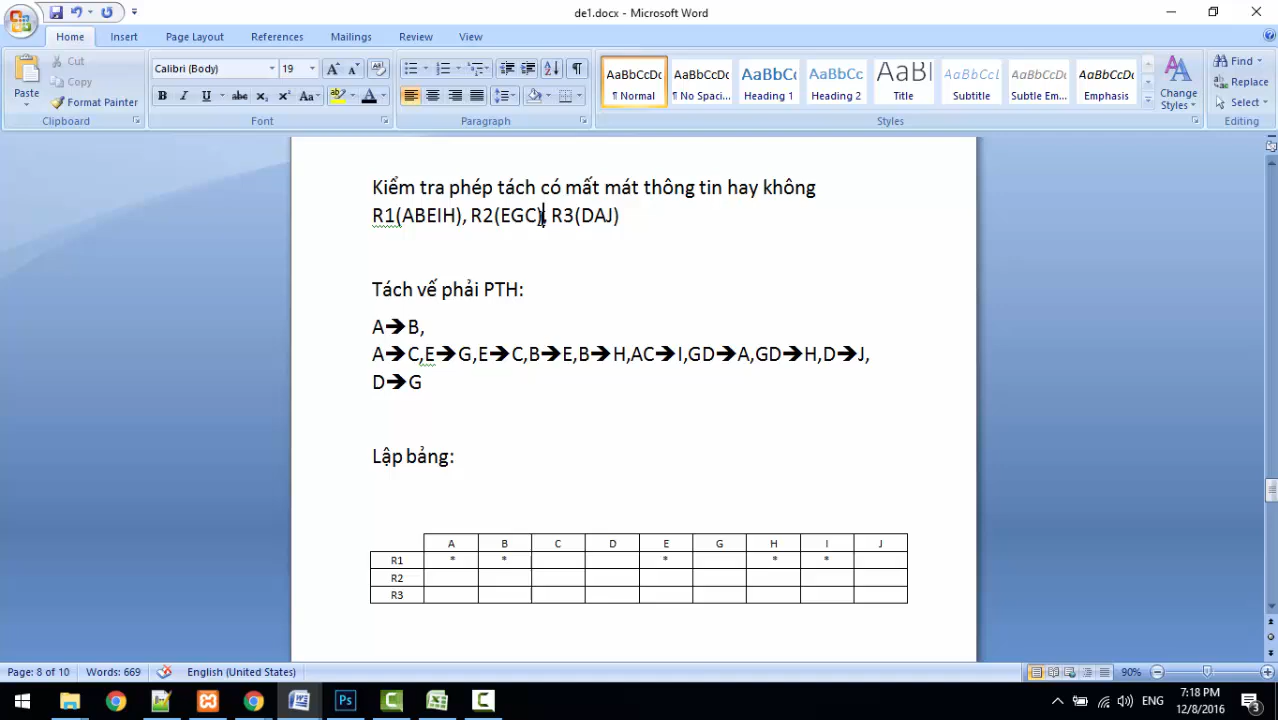 de1.docx - Microsoft Word
Home Insert Page Layout References Mailings Review View
Paste
Cut
Copy
Format Painter
Clipboard
Calibri (Body) 19
Font
Paragraph
AaBbCcDc ¶ Normal
AaBbCcDc ¶ No Spaci...
AaBbCc Heading 1
AaBbCc Heading 2
AaBl Title
AaBbCcL Subtitle
AaBbCcDc Subtle Em...
AaBbCcDc Emphasis
Change Styles
Styles
Find
Replace
Select
Editing
Kiểm tra phép tách có mất mát thông tin hay không
R1(ABEIH), R2(EGC), R3(DAJ)
Tách vế phải PTH:
A➔B,
A➔C,E➔G,E➔C,B➔E,B➔H,AC➔I,GD➔A,GD➔H,D➔J,
D➔G
Lập bảng:
A B C D E G H I J
R1 * * * * *
R2
R3
Page: 8 of 10 Words: 669 English (United States) 90%
ENG 7:18 PM
12/8/2016
3